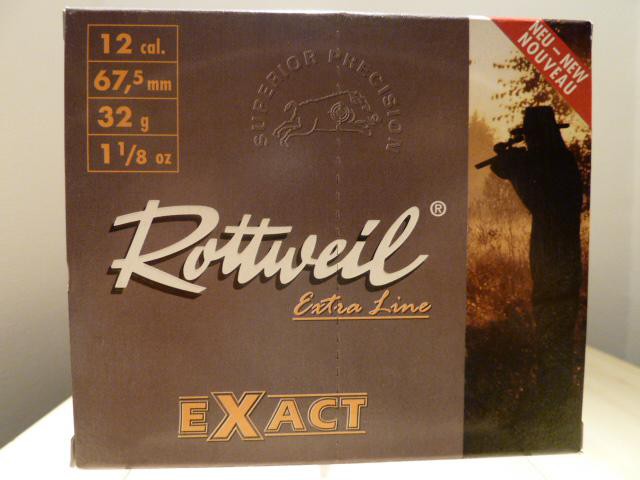 12 cal.
67,5 mm
32 g
1 1/8 oz
SUPERIOR PRECISION
NEU – NEW
NOUVEAU
Rottweil®
Extra Line
EXACT